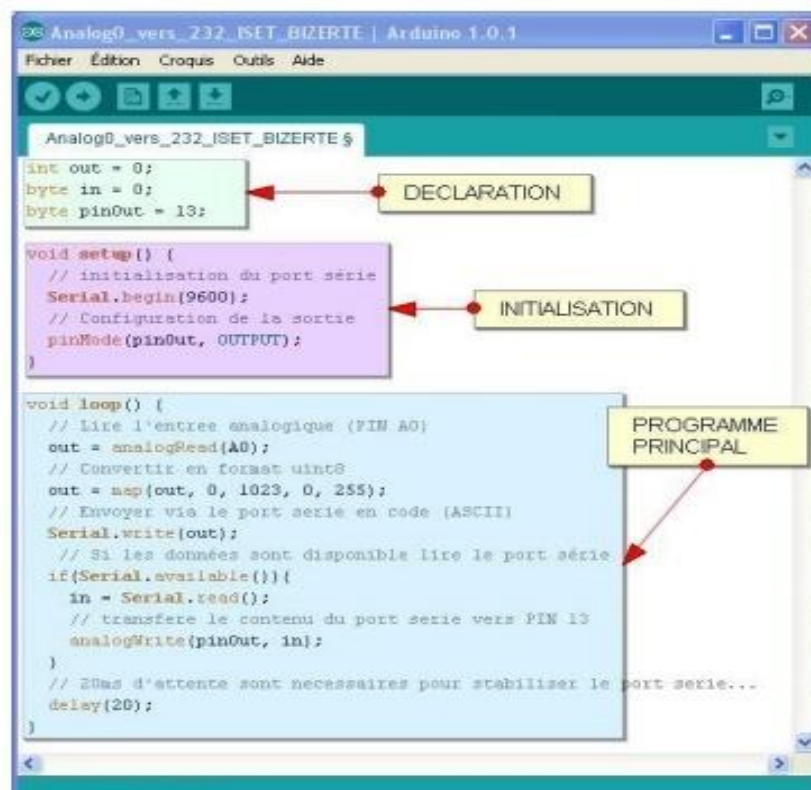 Analog0_vers_232_ISET_BIZERTE | Arduino 1.0.1
Fichier Édition Croquis Outils Aide
Analog0_vers_232_ISET_BIZERTE §
int out = 0;
byte in = 0;
byte pinOut = 13;
DECLARATION
void setup() {
// initialisation du port série
Serial.begin(9600);
// Configuration de la sortie
pinMode(pinOut, OUTPUT);
}
INITIALISATION
void loop() {
// Lire l'entree analogique (PIN A0)
out = analogRead(A0);
// Convertir en format uint8
out = map(out, 0, 1023, 0, 255);
// Envoyer via le port serie en code (ASCII)
Serial.write(out);
// Si les données sont disponible lire le port série
if(Serial.available()){
in = Serial.read();
// transfere le contenu du port serie vers PIN 13
analogWrite(pinOut, in);
}
// 20ms d'attente sont necessaires pour stabiliser le port serie...
delay(20);
}
PROGRAMME
PRINCIPAL